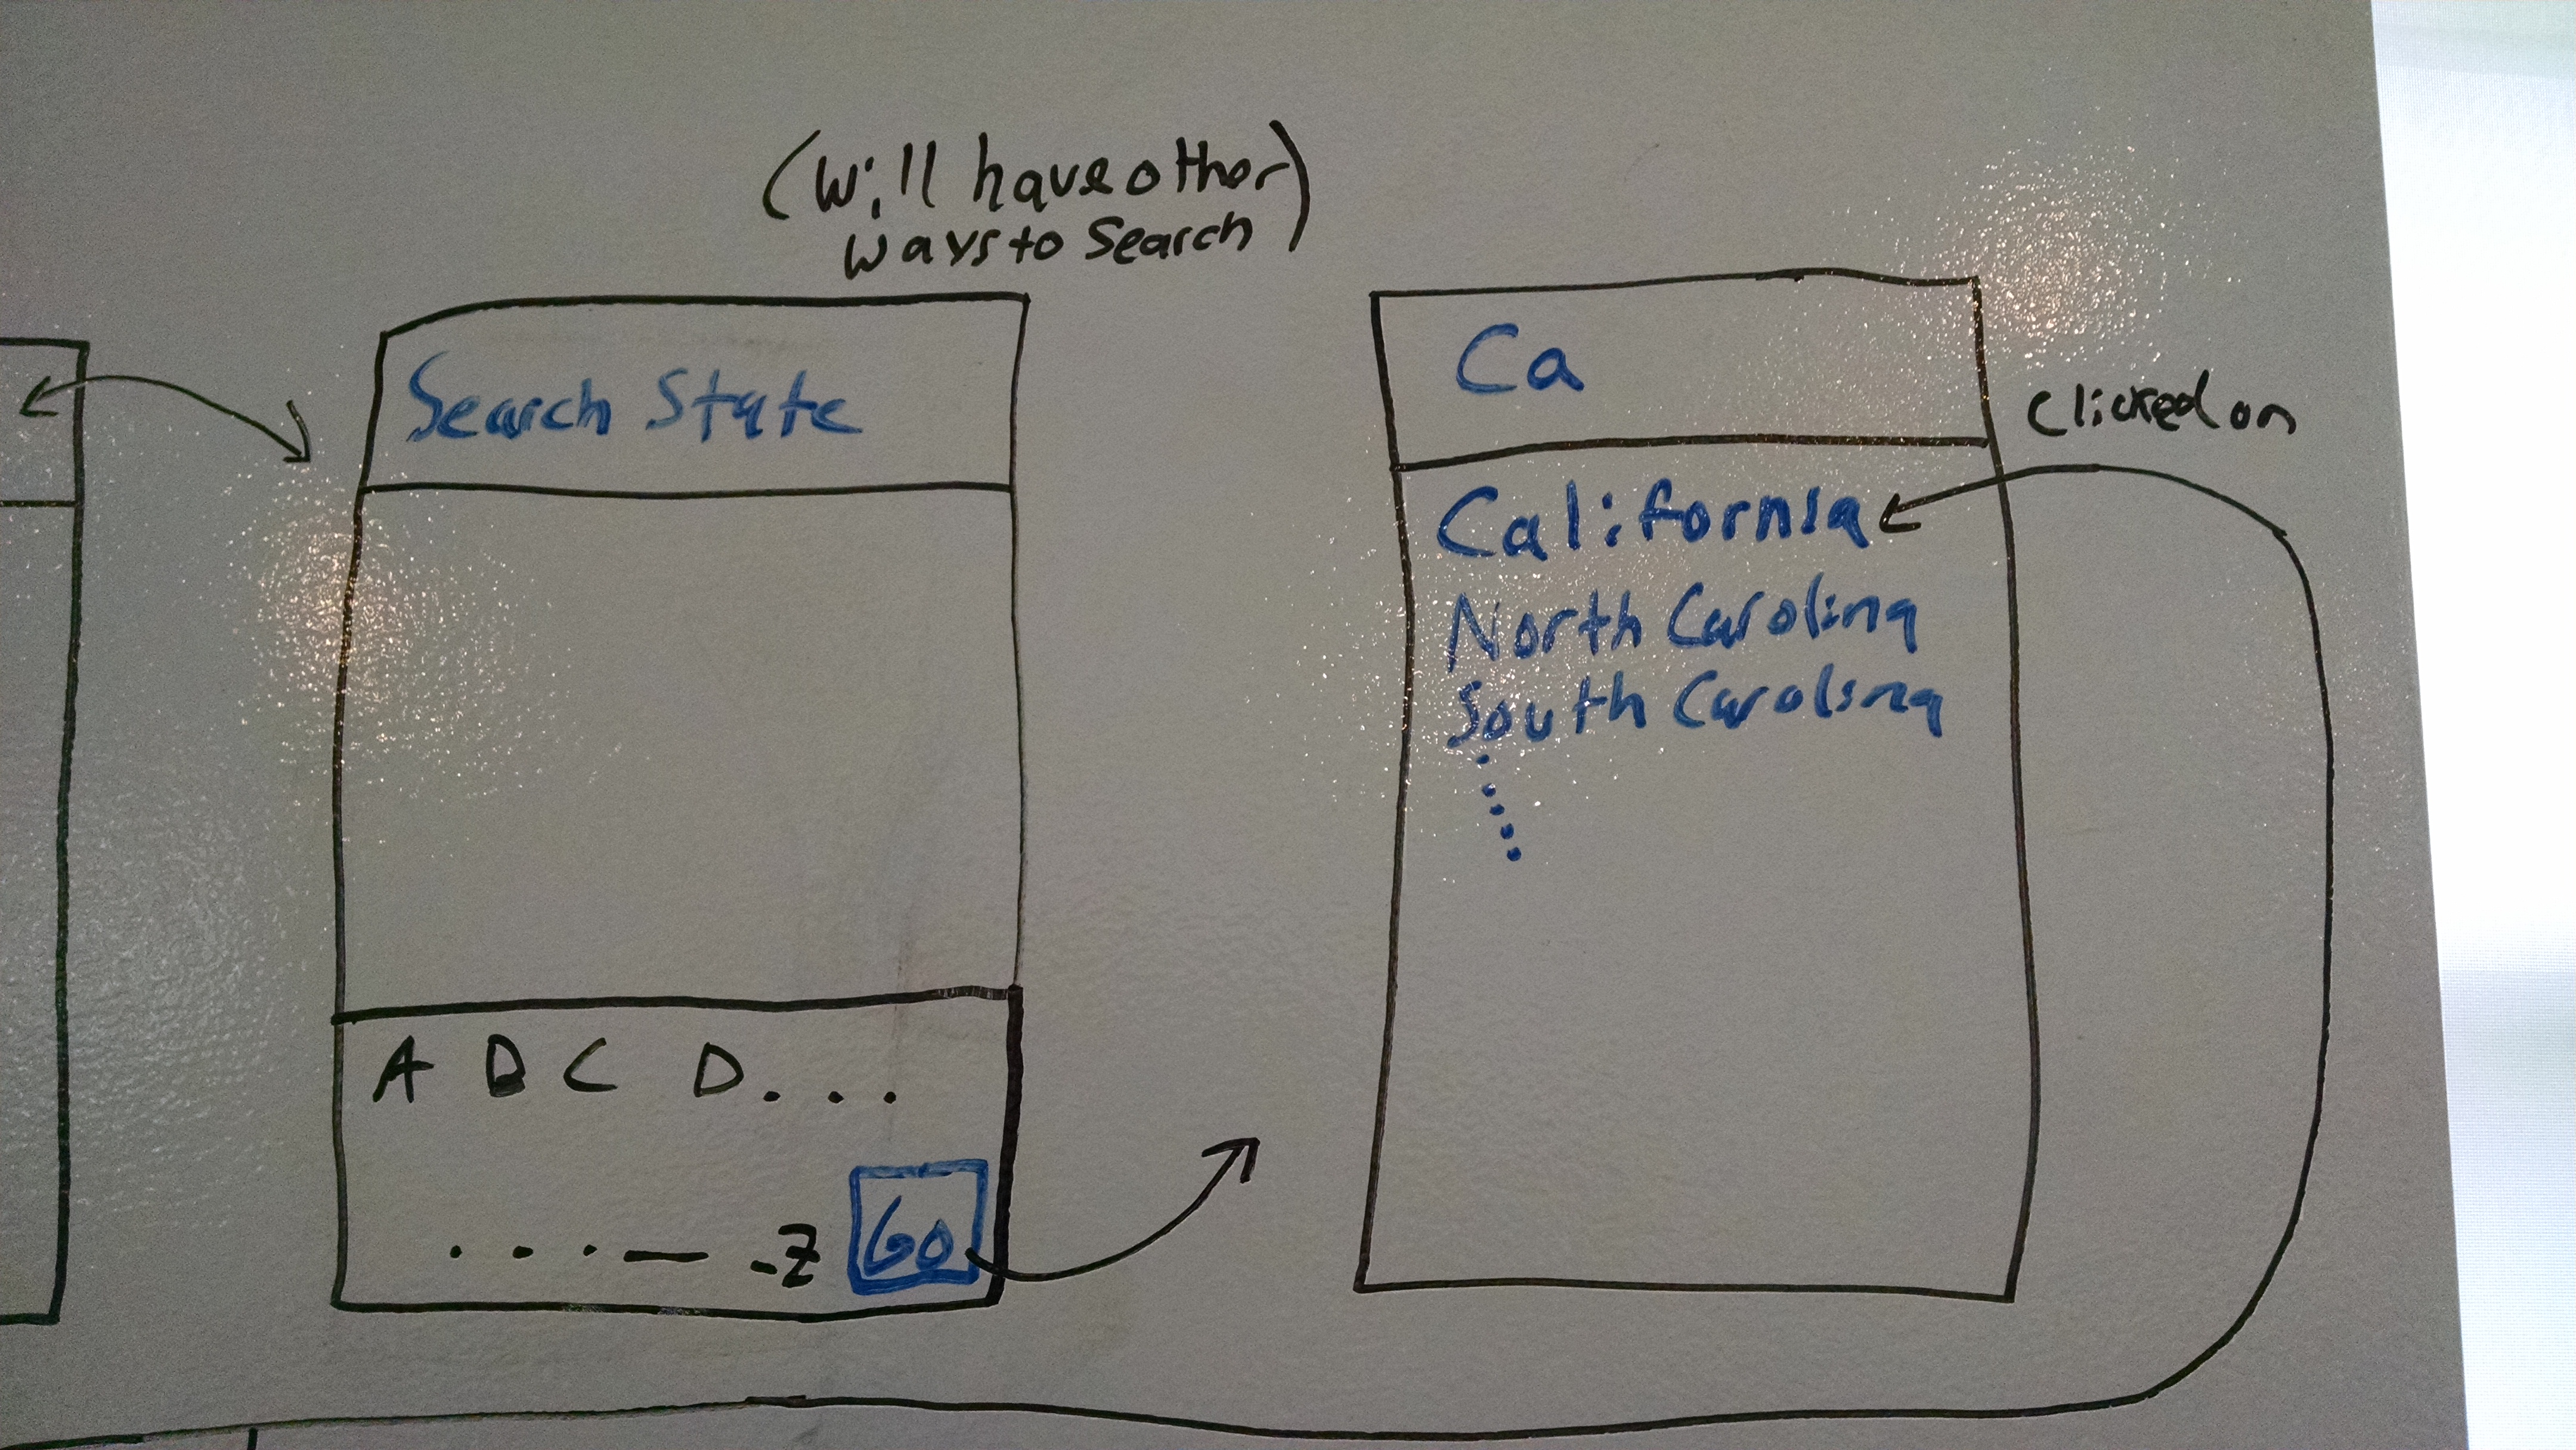 (Will have other
ways to Search)
Search State
A B C D...
...— -Z Go
Ca
Clicked on
California
North Carolina
South Carolina
.....